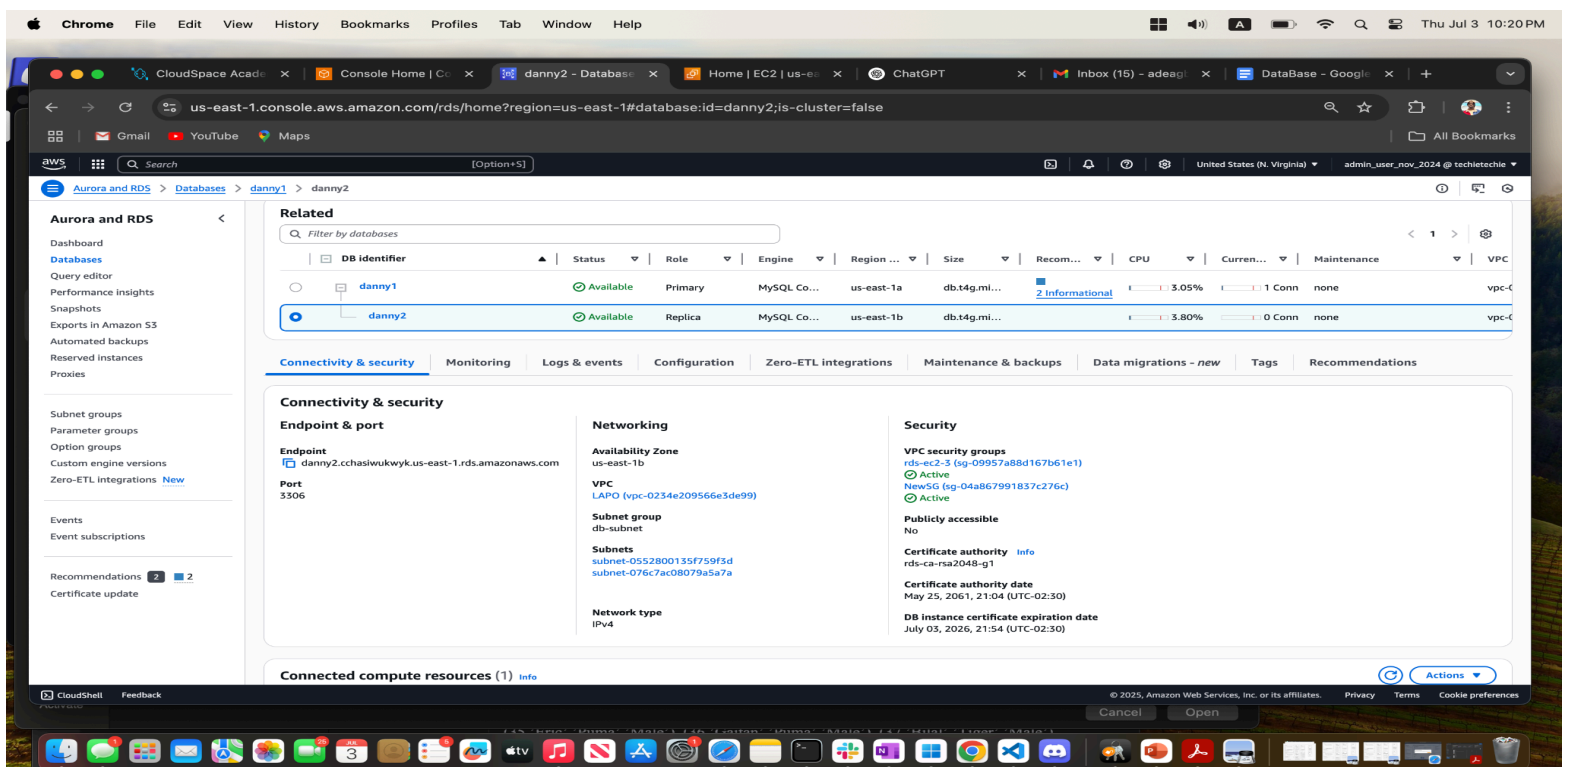 Chrome File Edit View History Bookmarks Profiles Tab Window Help
A Thu Jul 3 10:20 PM
CloudSpace Acade
Console Home | Co
danny2 - Database
Home | EC2 | us-ea
ChatGPT
Inbox (15) - adeagb
DataBase - Google
us-east-1.console.aws.amazon.com/rds/home?region=us-east-1#database:id=danny2;is-cluster=false
Gmail YouTube Maps
All Bookmarks
aws Search [Option+S]
United States (N. Virginia) admin_user_nov_2024 @ techietechie
Aurora and RDS > Databases > danny1 > danny2
Aurora and RDS
Dashboard
Databases
Query editor
Performance insights
Snapshots
Exports in Amazon S3
Automated backups
Reserved instances
Proxies
Subnet groups
Parameter groups
Option groups
Custom engine versions
Zero-ETL integrations New
Events
Event subscriptions
Recommendations 2 2
Certificate update
Related
Filter by databases
< 1 >
DB identifier Status Role Engine Region ... Size Recom... CPU Curren... Maintenance VPC
danny1 Available Primary MySQL Co... us-east-1a db.t4g.mi... 2 Informational 3.05% 1 Conn none vpc-0
danny2 Available Replica MySQL Co... us-east-1b db.t4g.mi... 3.80% 0 Conn none vpc-0
Connectivity & security Monitoring Logs & events Configuration Zero-ETL integrations Maintenance & backups Data migrations - new Tags Recommendations
Connectivity & security
Endpoint & port
Endpoint
danny2.cchasiwukwyk.us-east-1.rds.amazonaws.com
Port
3306
Networking
Availability Zone
us-east-1b
VPC
LAPO (vpc-0234e209566e3de99)
Subnet group
db-subnet
Subnets
subnet-0552800135f759f3d
subnet-076c7ac08079a5a7a
Network type
IPv4
Security
VPC security groups
rds-ec2-3 (sg-09957a88d167b61e1)
Active
NewSG (sg-04a867991837c276c)
Active
Publicly accessible
No
Certificate authority Info
rds-ca-rsa2048-g1
Certificate authority date
May 25, 2061, 21:04 (UTC-02:30)
DB instance certificate expiration date
July 03, 2026, 21:54 (UTC-02:30)
Connected compute resources (1) Info
Actions
CloudShell Feedback
© 2025, Amazon Web Services, Inc. or its affiliates. Privacy Terms Cookie preferences
Cancel Open
JUL
3
tv